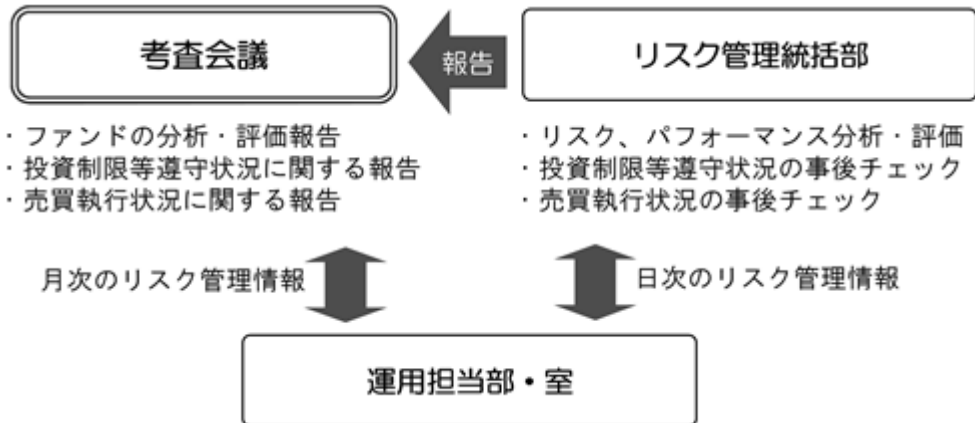 考査会議
報告
リスク管理統括部
・ファンドの分析・評価報告
・投資制限等遵守状況に関する報告
・売買執行状況に関する報告
・リスク、パフォーマンス分析・評価
・投資制限等遵守状況の事後チェック
・売買執行状況の事後チェック
月次のリスク管理情報
日次のリスク管理情報
運用担当部・室